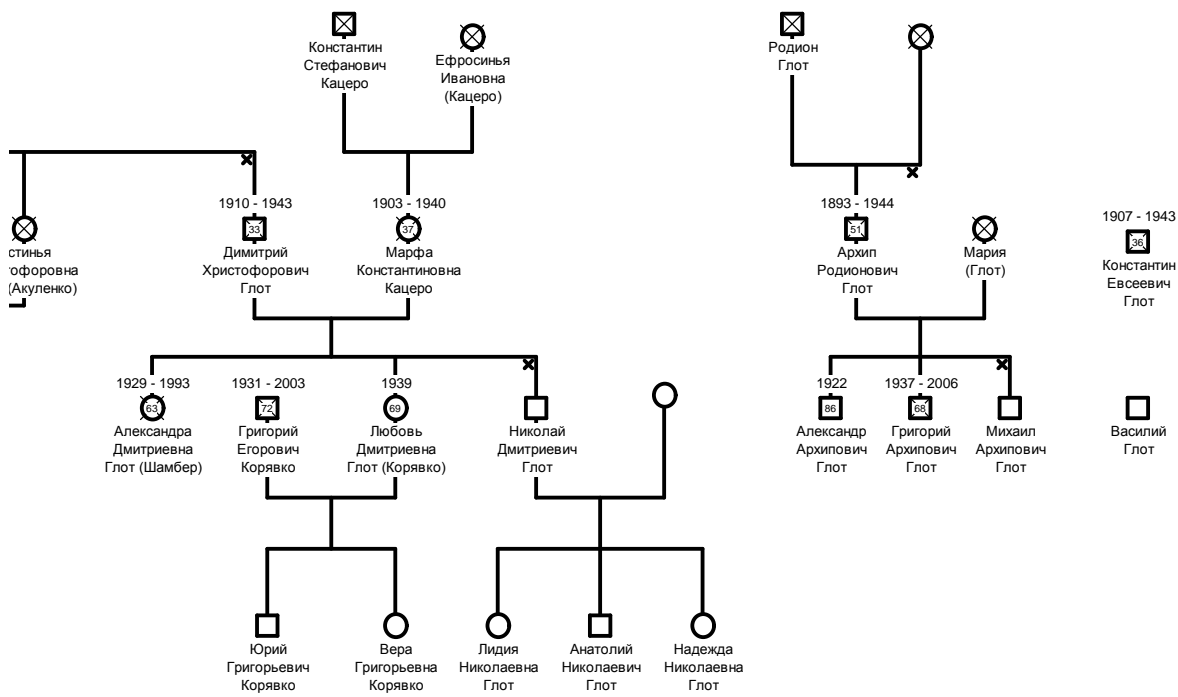 Константин
Стефанович
Кацеро
Ефросинья
Ивановна
(Кацеро)
Родион
Глот
стинья
тофоровна
(Акуленко)
1910 - 1943
33
Димитрий
Христофорович
Глот
1903 - 1940
37
Марфа
Константиновна
Кацеро
1893 - 1944
51
Архип
Родионович
Глот
Мария
(Глот)
1907 - 1943
36
Константин
Евсеевич
Глот
1929 - 1993
63
Александра
Дмитриевна
Глот (Шамбер)
1931 - 2003
72
Григорий
Егорович
Корявко
1939
69
Любовь
Дмитриевна
Глот (Корявко)
Николай
Дмитриевич
Глот
1922
86
Александр
Архипович
Глот
1937 - 2006
68
Григорий
Архипович
Глот
Михаил
Архипович
Глот
Василий
Глот
Юрий
Григорьевич
Корявко
Вера
Григорьевна
Корявко
Лидия
Николаевна
Глот
Анатолий
Николаевич
Глот
Надежда
Николаевна
Глот